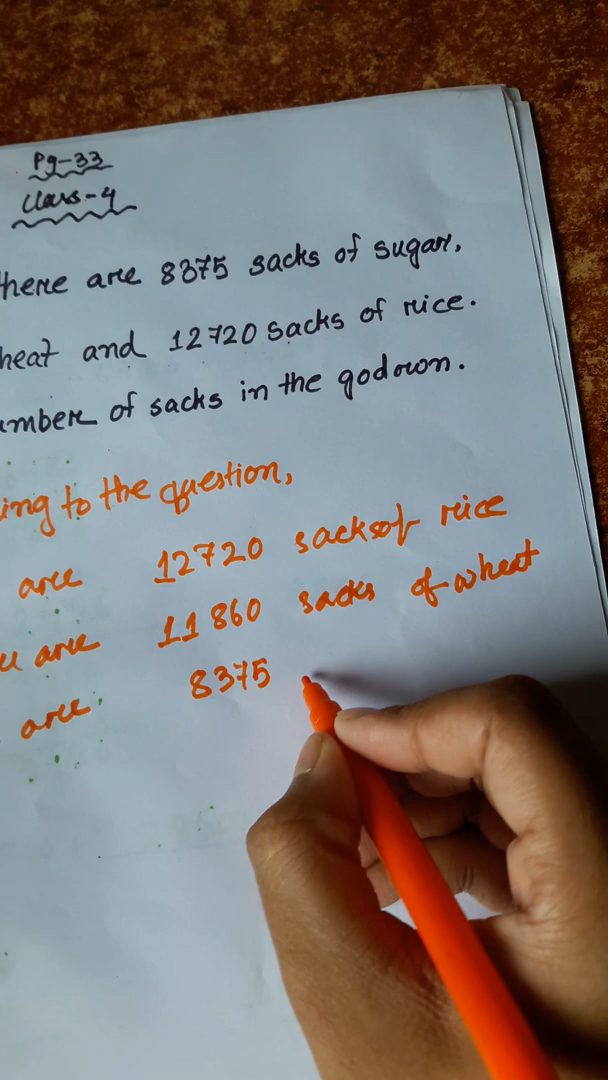 Pg-33
Class-4
here are 8375 sacks of sugar,
heat and 12720 sacks of rice.
umber of sacks in the godown.
ing to the question,
are 12720 sacks of rice
e are 11860 sacks of wheat
are 8375